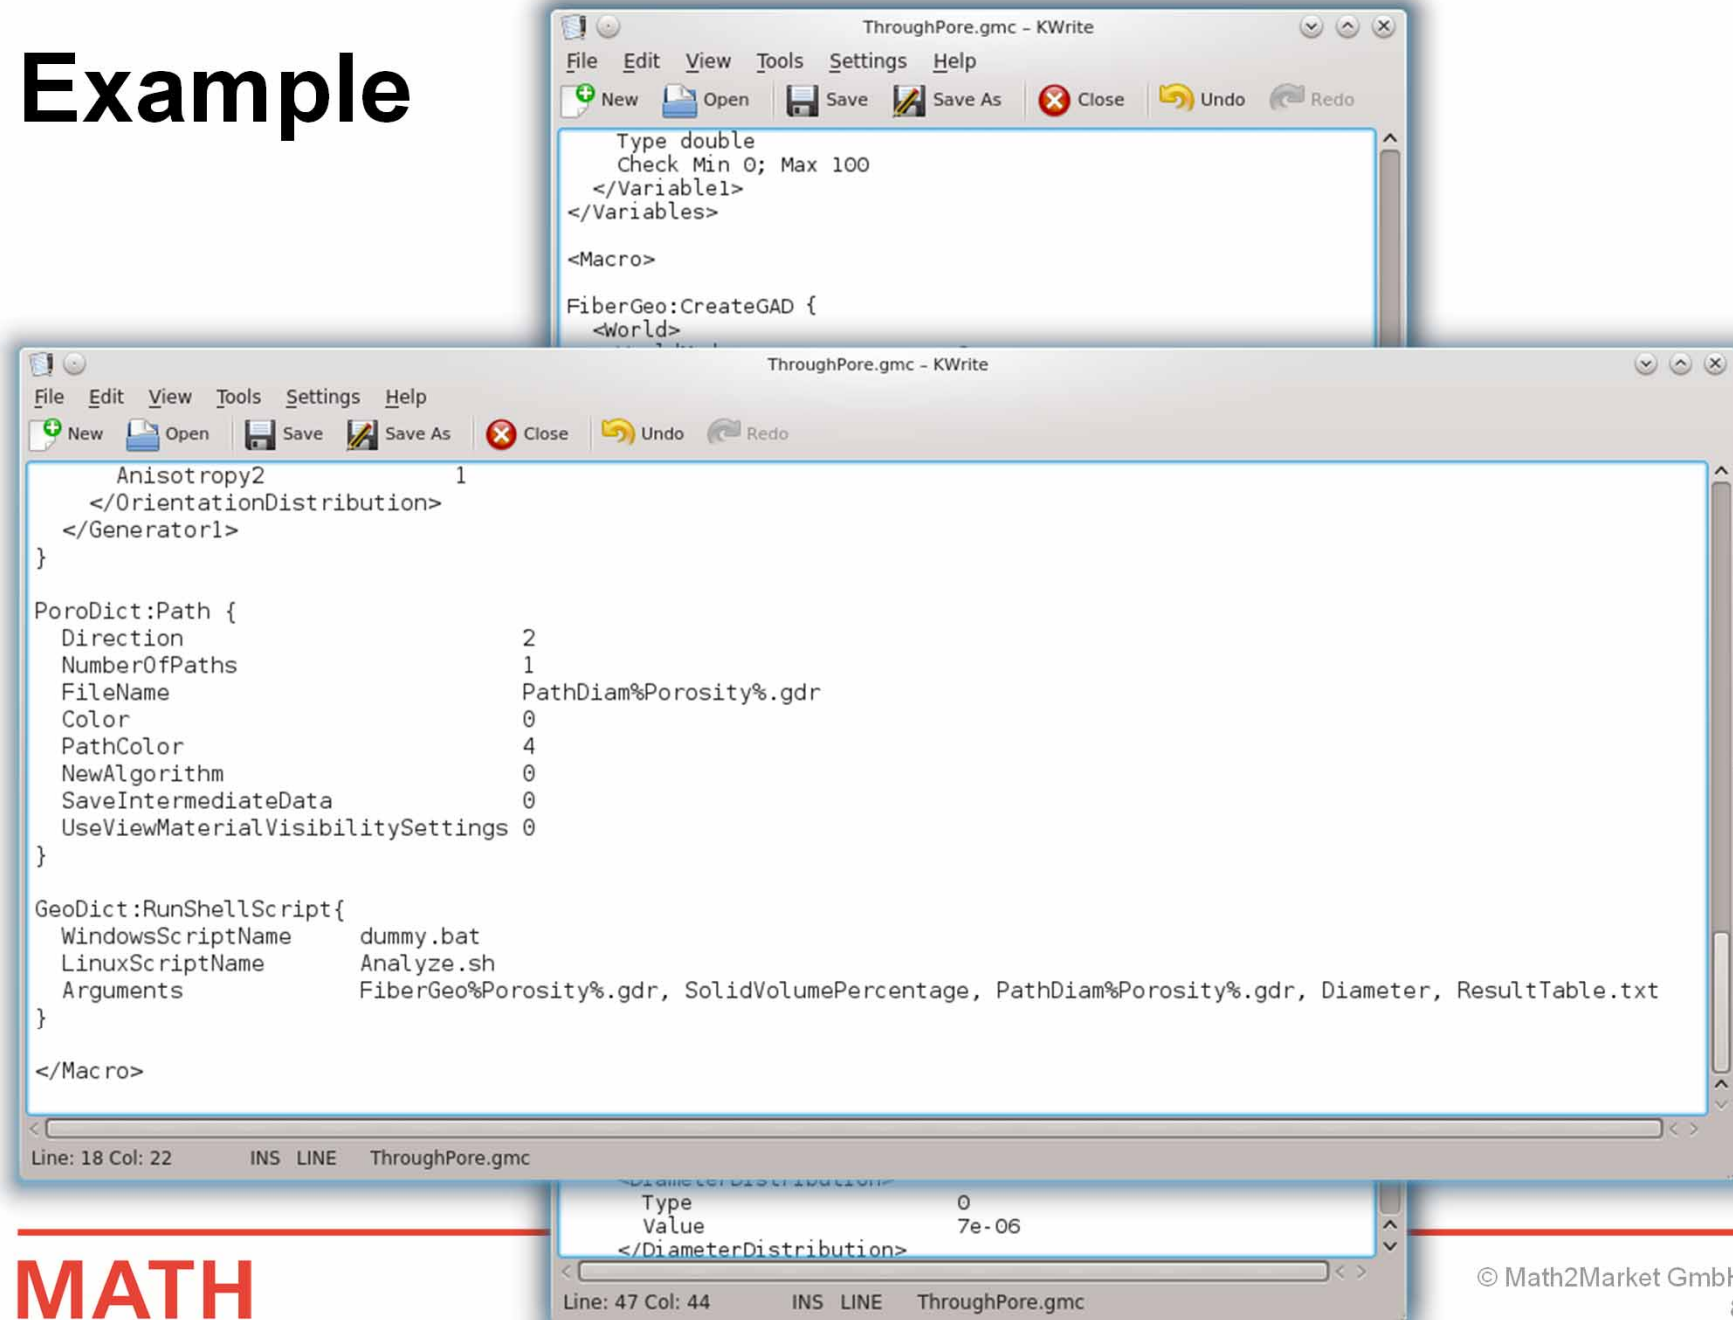 Example
ThroughPore.gmc – KWrite
File Edit View Tools Settings Help
New Open Save Save As Close Undo Redo
Type double
Check Min 0; Max 100
</Variable1>
</Variables>
<Macro>
FiberGeo:CreateGAD {
<World>
ThroughPore.gmc – KWrite
File Edit View Tools Settings Help
New Open Save Save As Close Undo Redo
Anisotropy2 1
</OrientationDistribution>
</Generator1>
}
PoroDict:Path {
Direction 2
NumberOfPaths 1
FileName PathDiam%Porosity%.gdr
Color 0
PathColor 4
NewAlgorithm 0
SaveIntermediateData 0
UseViewMaterialVisibilitySettings 0
}
GeoDict:RunShellScript{
WindowsScriptName dummy.bat
LinuxScriptName Analyze.sh
Arguments FiberGeo%Porosity%.gdr, SolidVolumePercentage, PathDiam%Porosity%.gdr, Diameter, ResultTable.txt
}
</Macro>
Line: 18 Col: 22 INS LINE ThroughPore.gmc
<DiameterDistribution>
Type 0
Value 7e-06
</DiameterDistribution>
Line: 47 Col: 44 INS LINE ThroughPore.gmc
MATH
© Math2Market GmbH